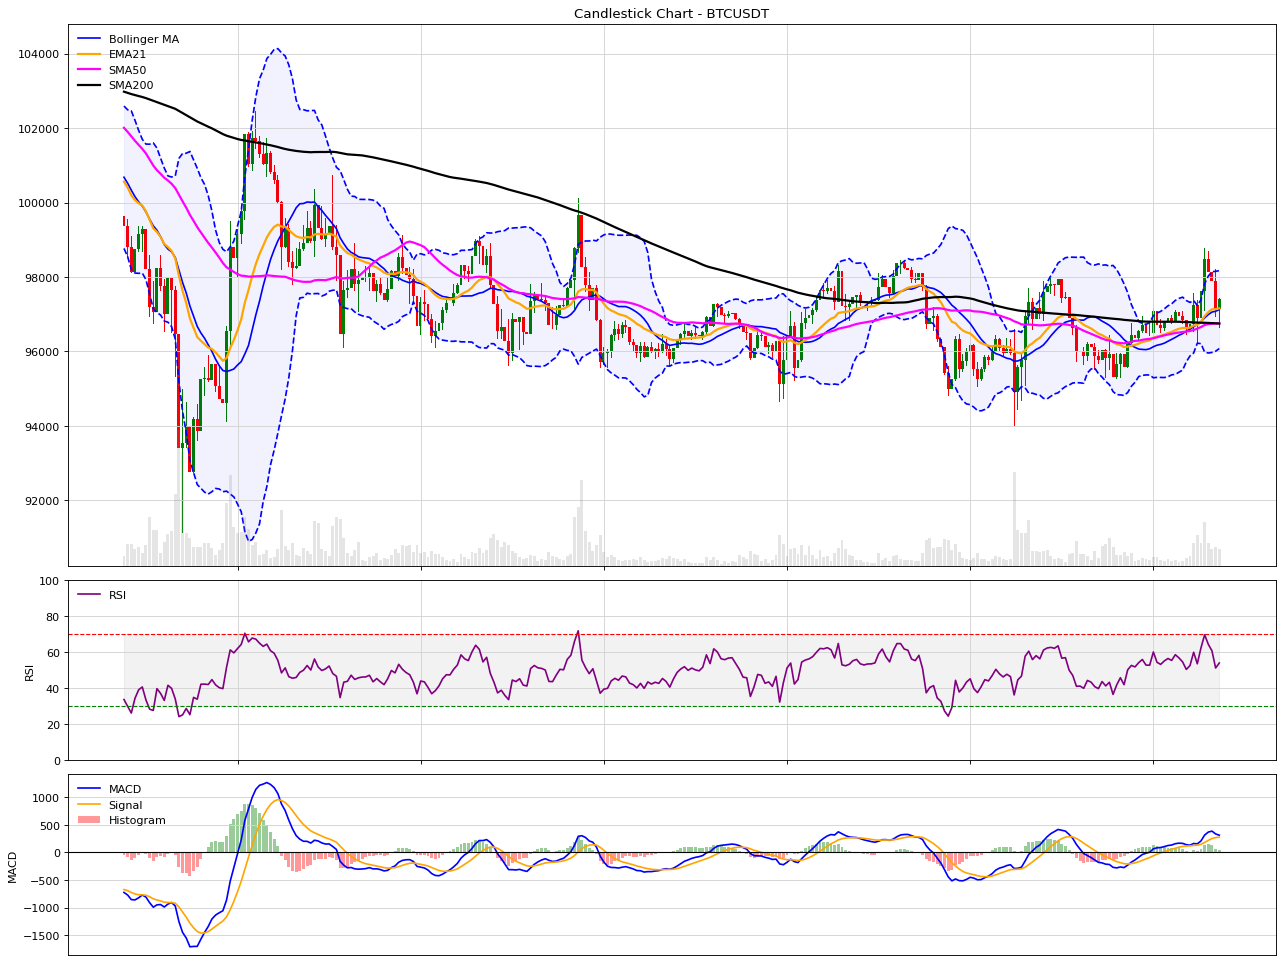 Candlestick Chart - BTCUSDT
Bollinger MA
EMA21
SMA50
SMA200
104000
102000
100000
98000
96000
94000
92000
RSI
100
80
60
40
20
0
RSI
MACD
Signal
Histogram
1000
500
0
−500
−1000
−1500
MACD